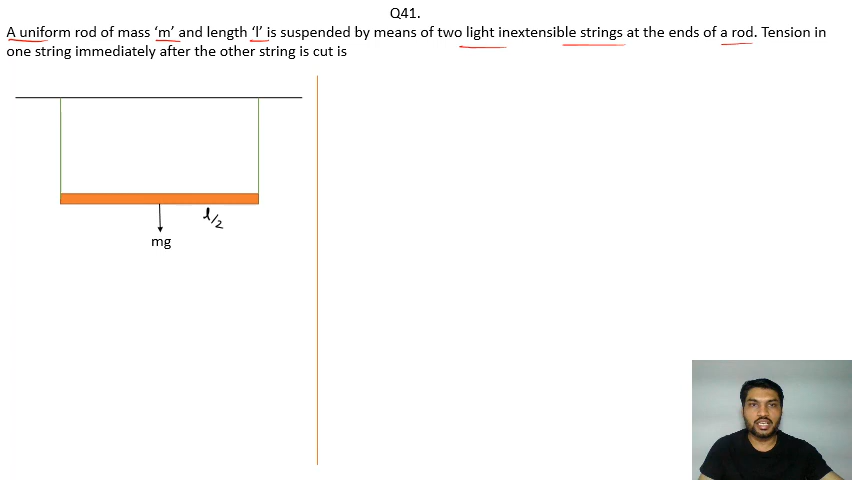 Q41.
A uniform rod of mass ‘m’ and length ‘l’ is suspended by means of two light inextensible strings at the ends of a rod. Tension in
one string immediately after the other string is cut is
l/2
mg